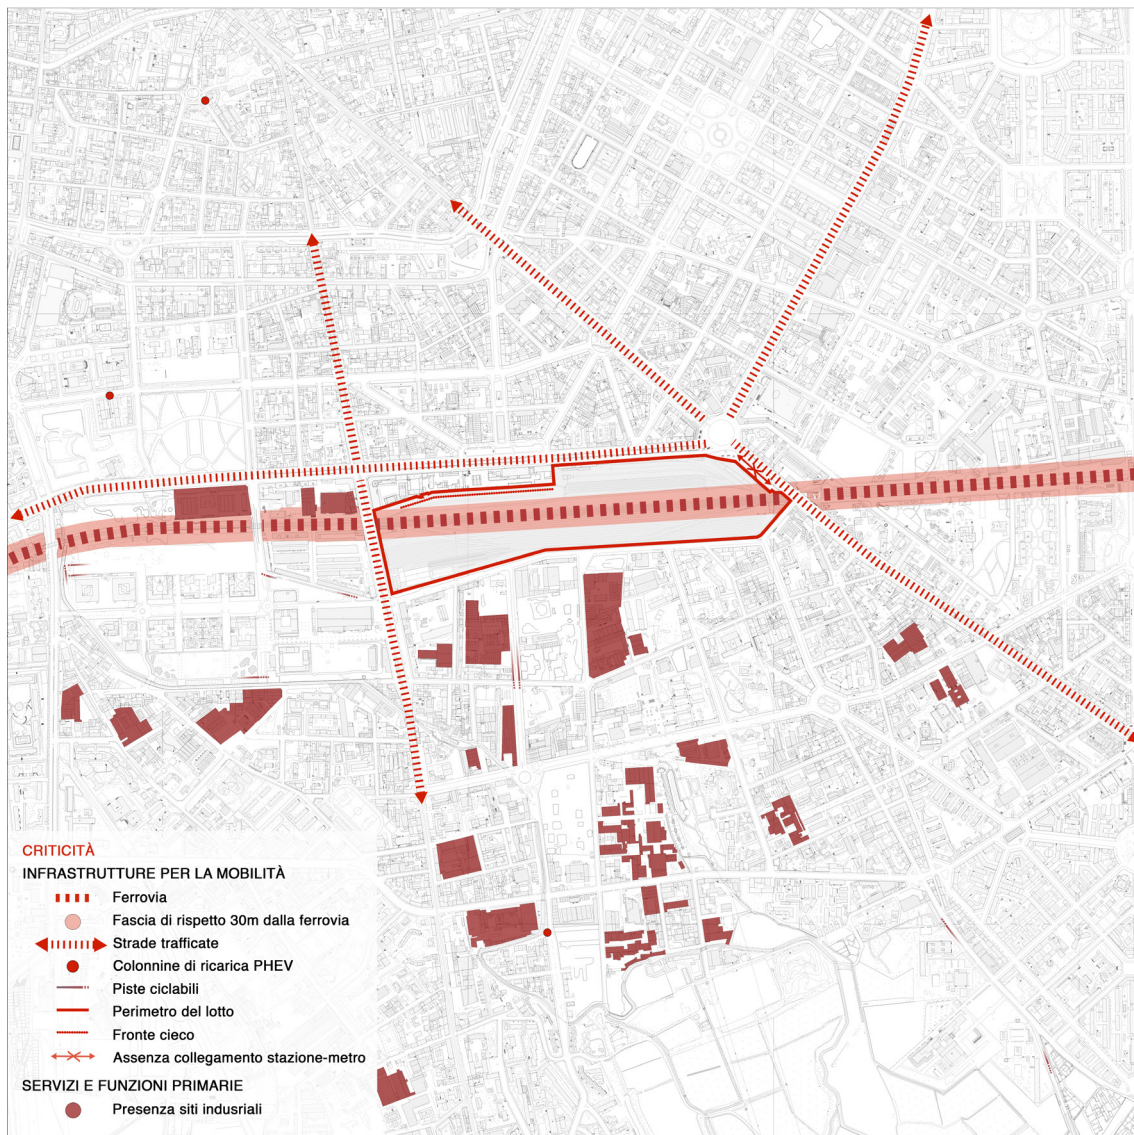 CRITICITÀ
INFRASTRUTTURE PER LA MOBILITÀ
Ferrovia
Fascia di rispetto 30m dalla ferrovia
Strade trafficate
Colonnine di ricarica PHEV
Piste ciclabili
Perimetro del lotto
Fronte cieco
Assenza collegamento stazione-metro
SERVIZI E FUNZIONI PRIMARIE
Presenza siti indusriali